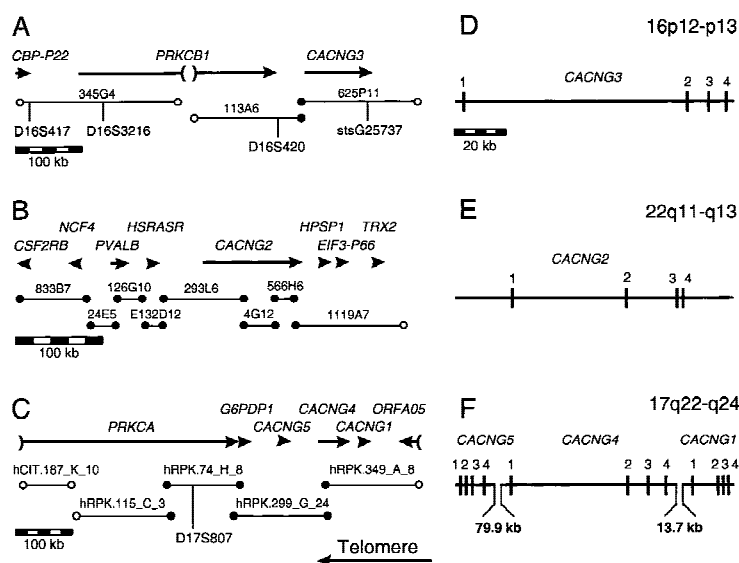 A
CBP-P22 PRKCB1 CACNG3
( )
345G4 625P11
113A6
D16S417 D16S3216 stsG25737
D16S420
100 kb
B
NCF4 HSRASR HPSP1 TRX2
CSF2RB PVALB CACNG2 EIF3-P66
833B7 126G10 293L6 566H6
24E5 E132D12 4G12 1119A7
100 kb
C
G6PDP1 CACNG4 ORFA05
PRKCA CACNG5 CACNG1
hCIT.187_K_10 hRPK.74_H_8 hRPK.349_A_8
hRPK.115_C_3 hRPK.299_G_24
D17S807
100 kb
Telomere
D 16p12-p13
CACNG3
1 2 3 4
20 kb
E 22q11-q13
CACNG2
1 2 3 4
F 17q22-q24
CACNG5 CACNG4 CACNG1
1 2 3 4 1 2 3 4 1 2 3 4
79.9 kb 13.7 kb